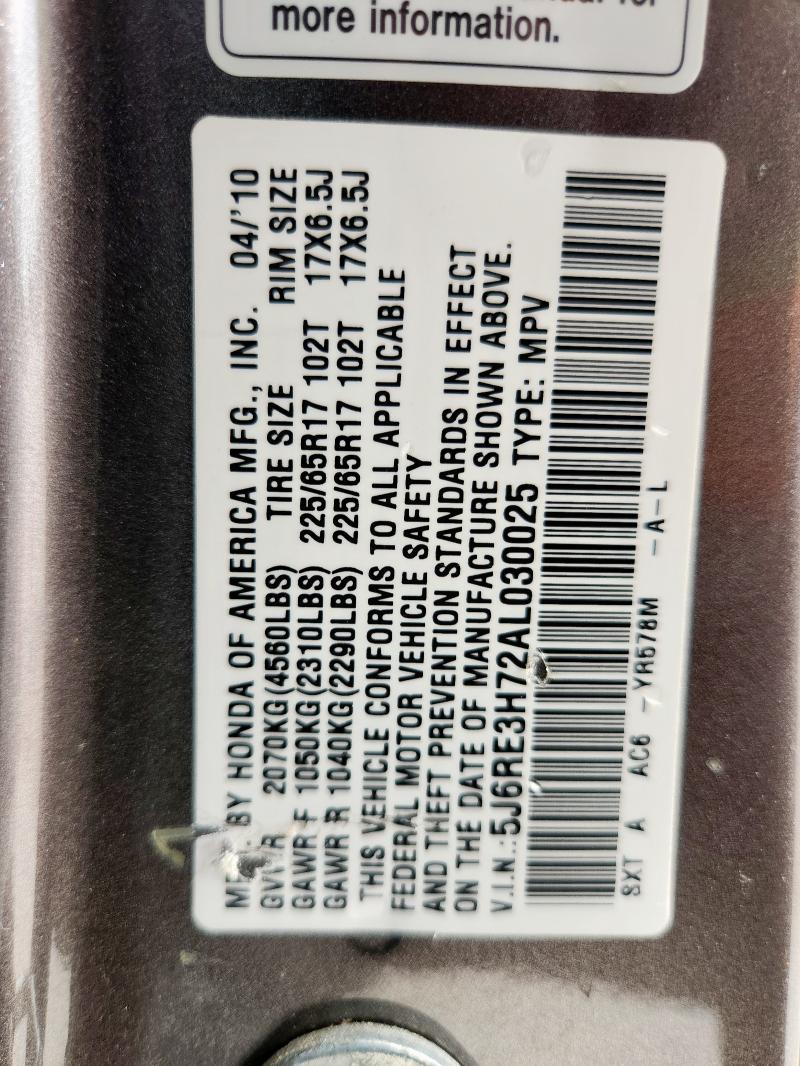 more information.
MFG. BY HONDA OF AMERICA MFG., INC. 04/'10
GVWR 2070KG(4560LBS) TIRE SIZE RIM SIZE
GAWR F 1050KG(2310LBS) 225/65R17 102T 17X6.5J
GAWR R 1040KG(2290LBS) 225/65R17 102T 17X6.5J
THIS VEHICLE CONFORMS TO ALL APPLICABLE
FEDERAL MOTOR VEHICLE SAFETY
AND THEFT PREVENTION STANDARDS IN EFFECT
ON THE DATE OF MANUFACTURE SHOWN ABOVE.
V.I.N.:5J6RE3H72AL030025 TYPE: MPV
SXT A AC6 - YR578M -A-L